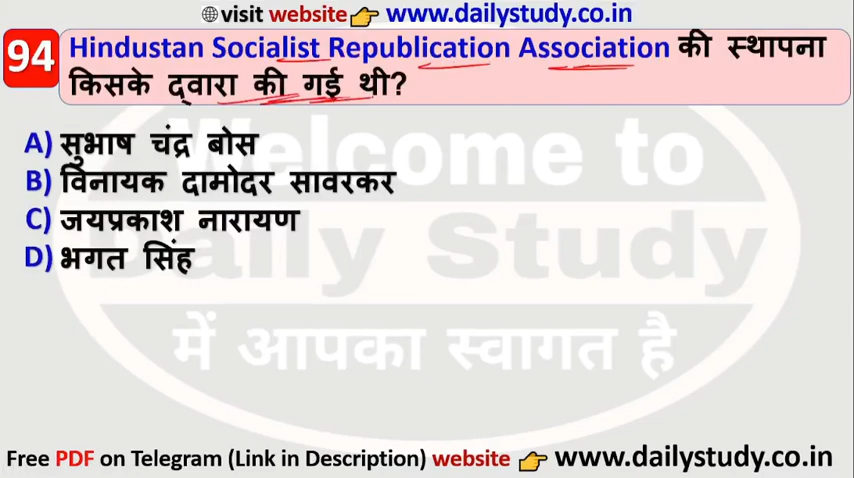 visit website www.dailystudy.co.in
94 Hindustan Socialist Republication Association की स्थापना
किसके द्वारा की गई थी?
A) सुभाष चंद्र बोस
B) विनायक दामोदर सावरकर
C) जयप्रकाश नारायण
D) भगत सिंह
Welcome to
Daily Study
में आपका स्वागत है
Free PDF on Telegram (Link in Description) website www.dailystudy.co.in